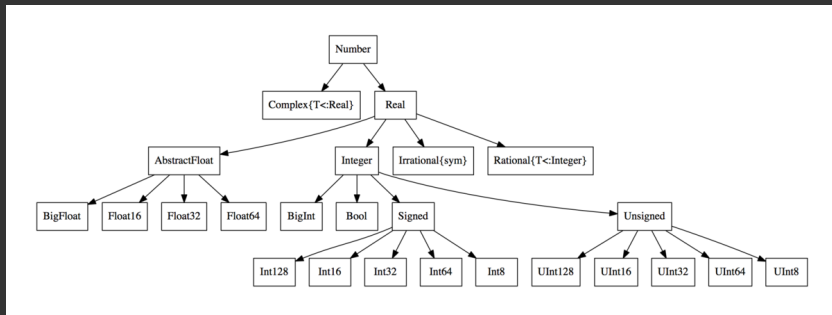 Number
Complex{T<:Real} Real
AbstractFloat Integer Irrational{sym} Rational{T<:Integer}
BigFloat Float16 Float32 Float64 BigInt Bool Signed Unsigned
Int128 Int16 Int32 Int64 Int8 UInt128 UInt16 UInt32 UInt64 UInt8